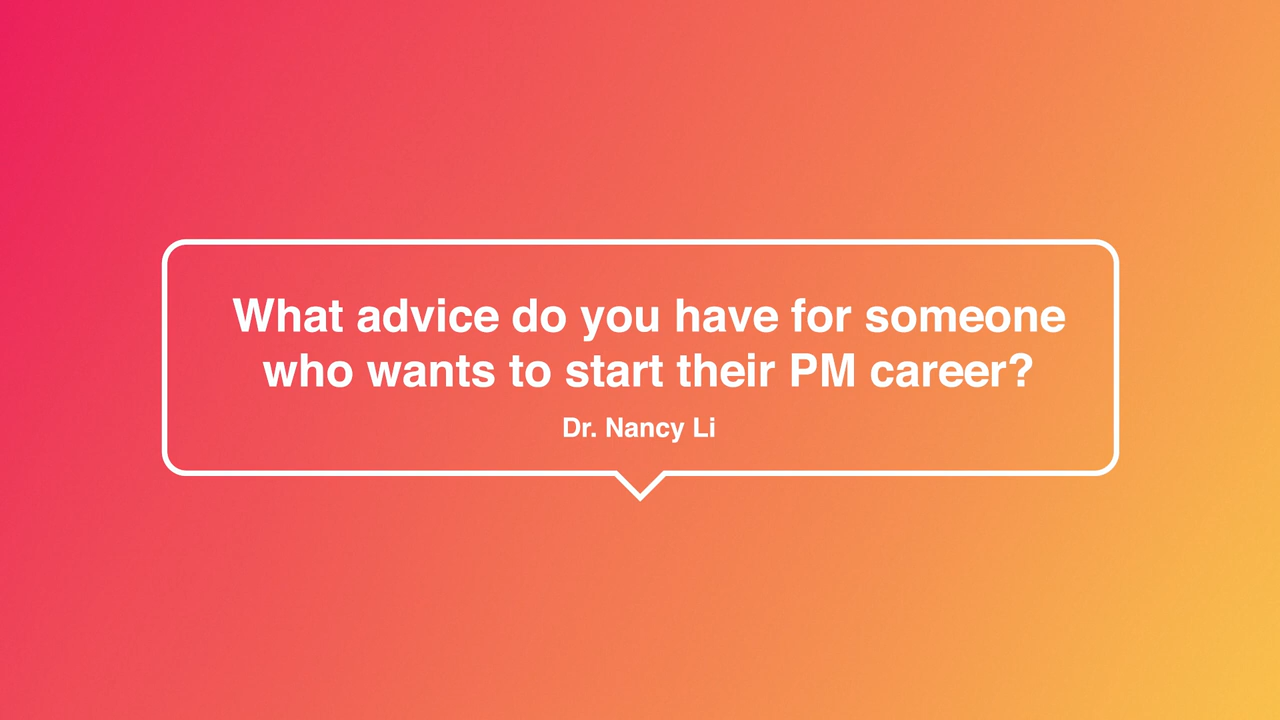 What advice do you have for someone
who wants to start their PM career?
Dr. Nancy Li